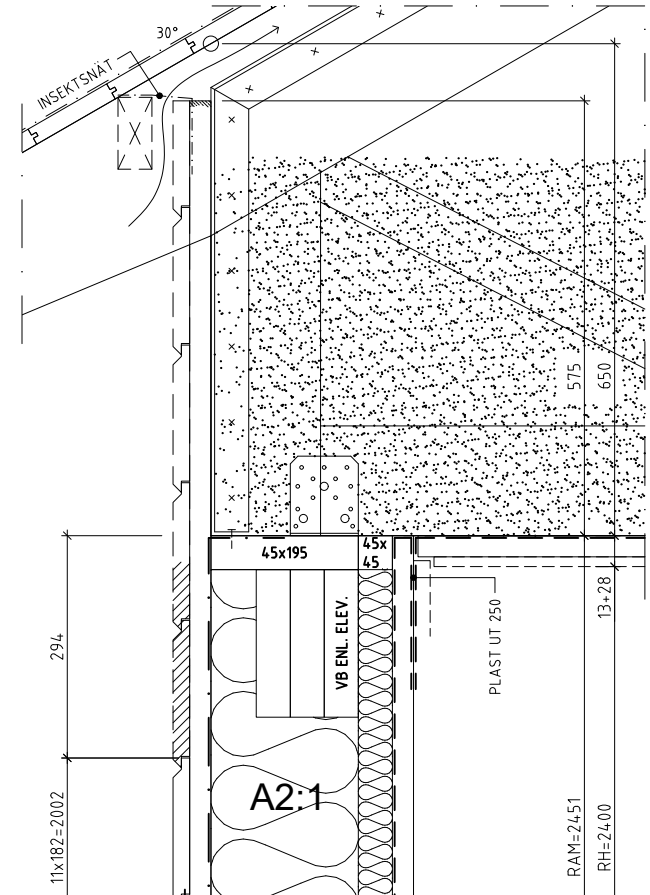 30°
INSEKTSNÄT
575
650
45x195
45x
45
13+28
294
VB ENL. ELEV.
PLAST UT 250
A2:1
11x182=2002
RAM=2451
RH=2400